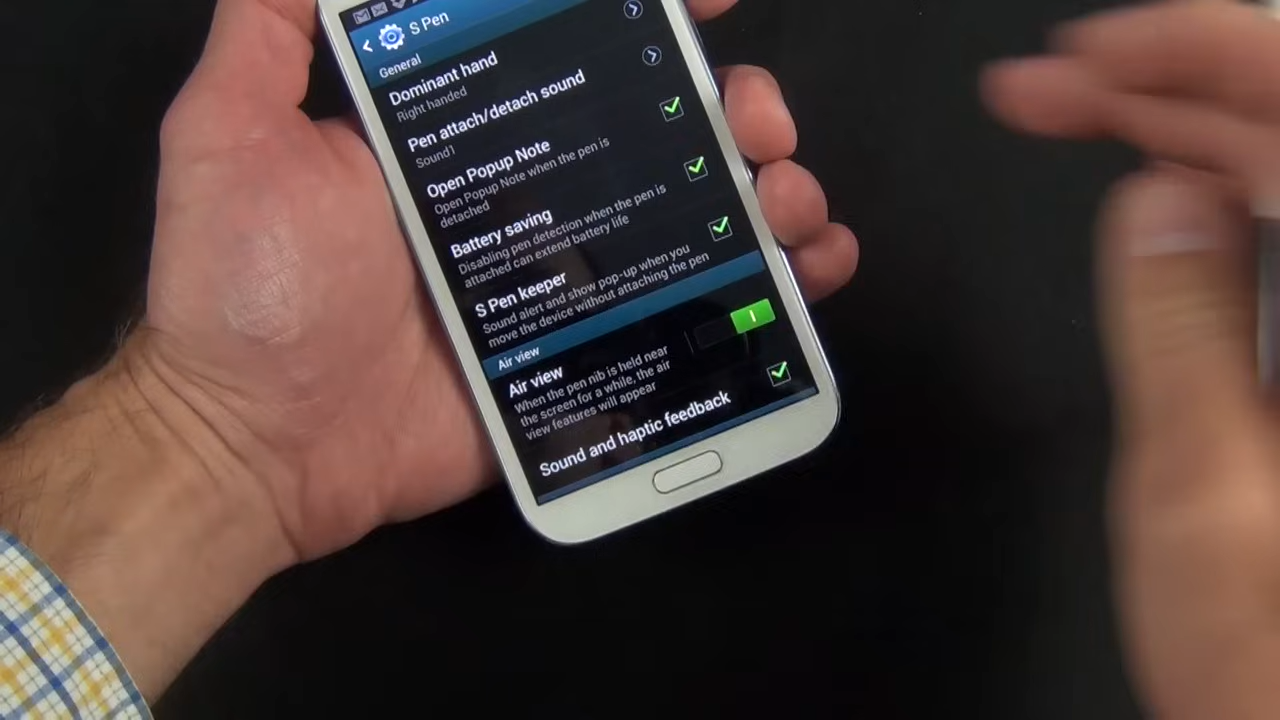 S Pen
General
Dominant hand
Right handed
Pen attach/detach sound
Sound1
Open Popup Note
Open Popup Note when the pen is
detached
Battery saving
Disabling pen detection when the pen is
attached can extend battery life
S Pen keeper
Sound alert and show pop-up when you
move the device without attaching the pen
Air view
Air view
When the pen nib is held near
the screen for a while, the air
view features will appear
Sound and haptic feedback